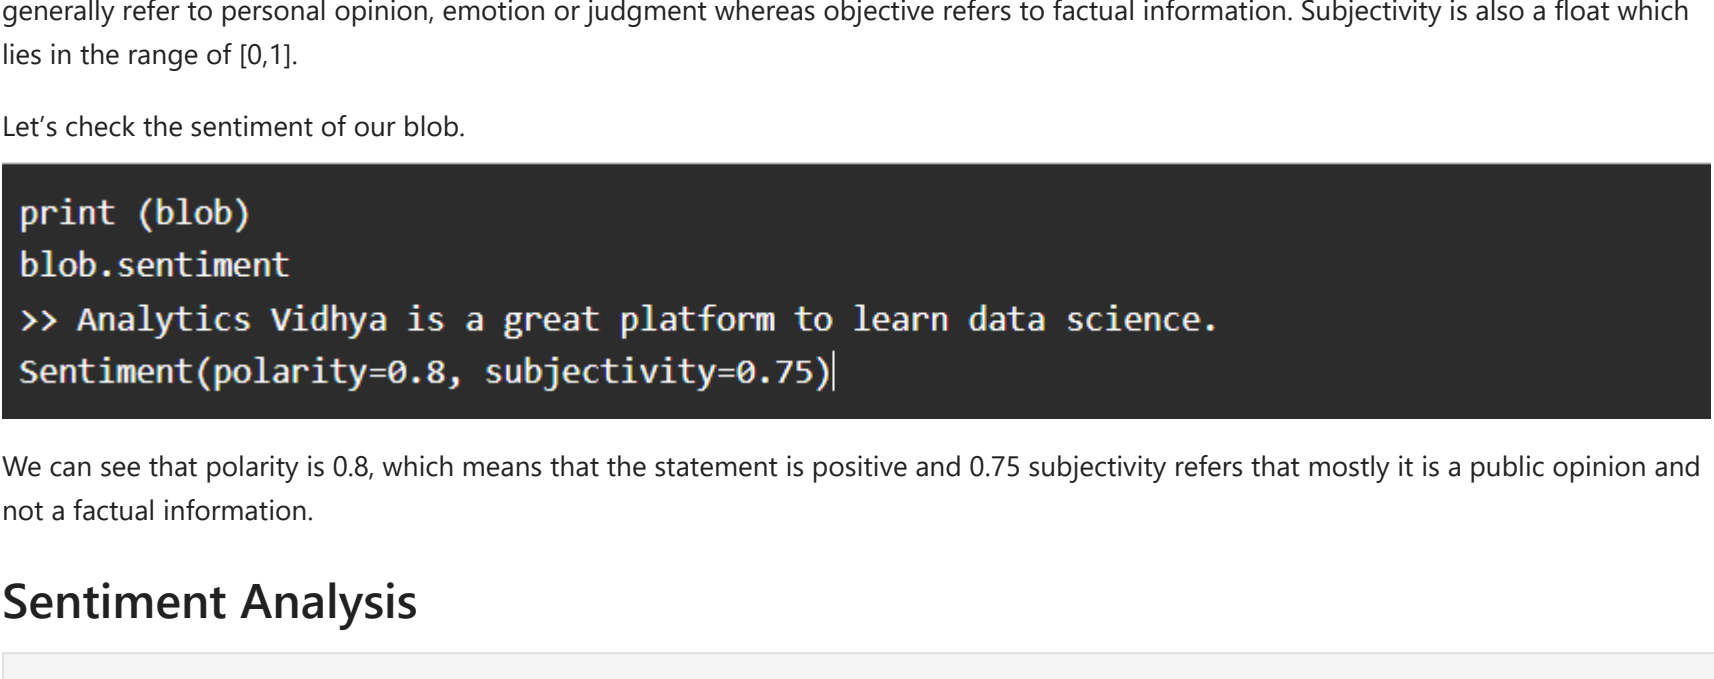 generally refer to personal opinion, emotion or judgment whereas objective refers to factual information. Subjectivity is also a float which
lies in the range of [0,1].
Let’s check the sentiment of our blob.
print (blob)
blob.sentiment
>> Analytics Vidhya is a great platform to learn data science.
Sentiment(polarity=0.8, subjectivity=0.75)
We can see that polarity is 0.8, which means that the statement is positive and 0.75 subjectivity refers that mostly it is a public opinion and
not a factual information.
Sentiment Analysis